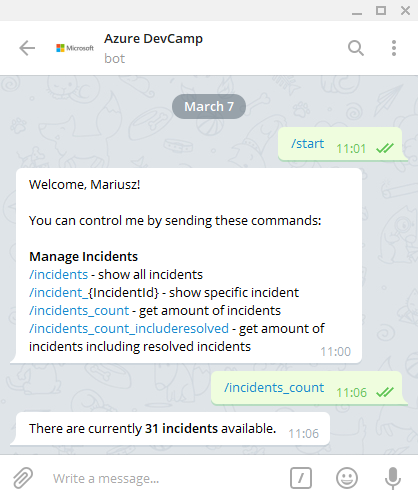 Microsoft
Azure DevCamp
bot
March 7
/start 11:01
Welcome, Mariusz!
You can control me by sending these commands:
Manage Incidents
/incidents - show all incidents
/incident_{IncidentId} - show specific incident
/incidents_count - get amount of incidents
/incidents_count_includeresolved - get amount of
incidents including resolved incidents
11:00
/incidents_count 11:06
There are currently 31 incidents available. 11:06
Write a message...